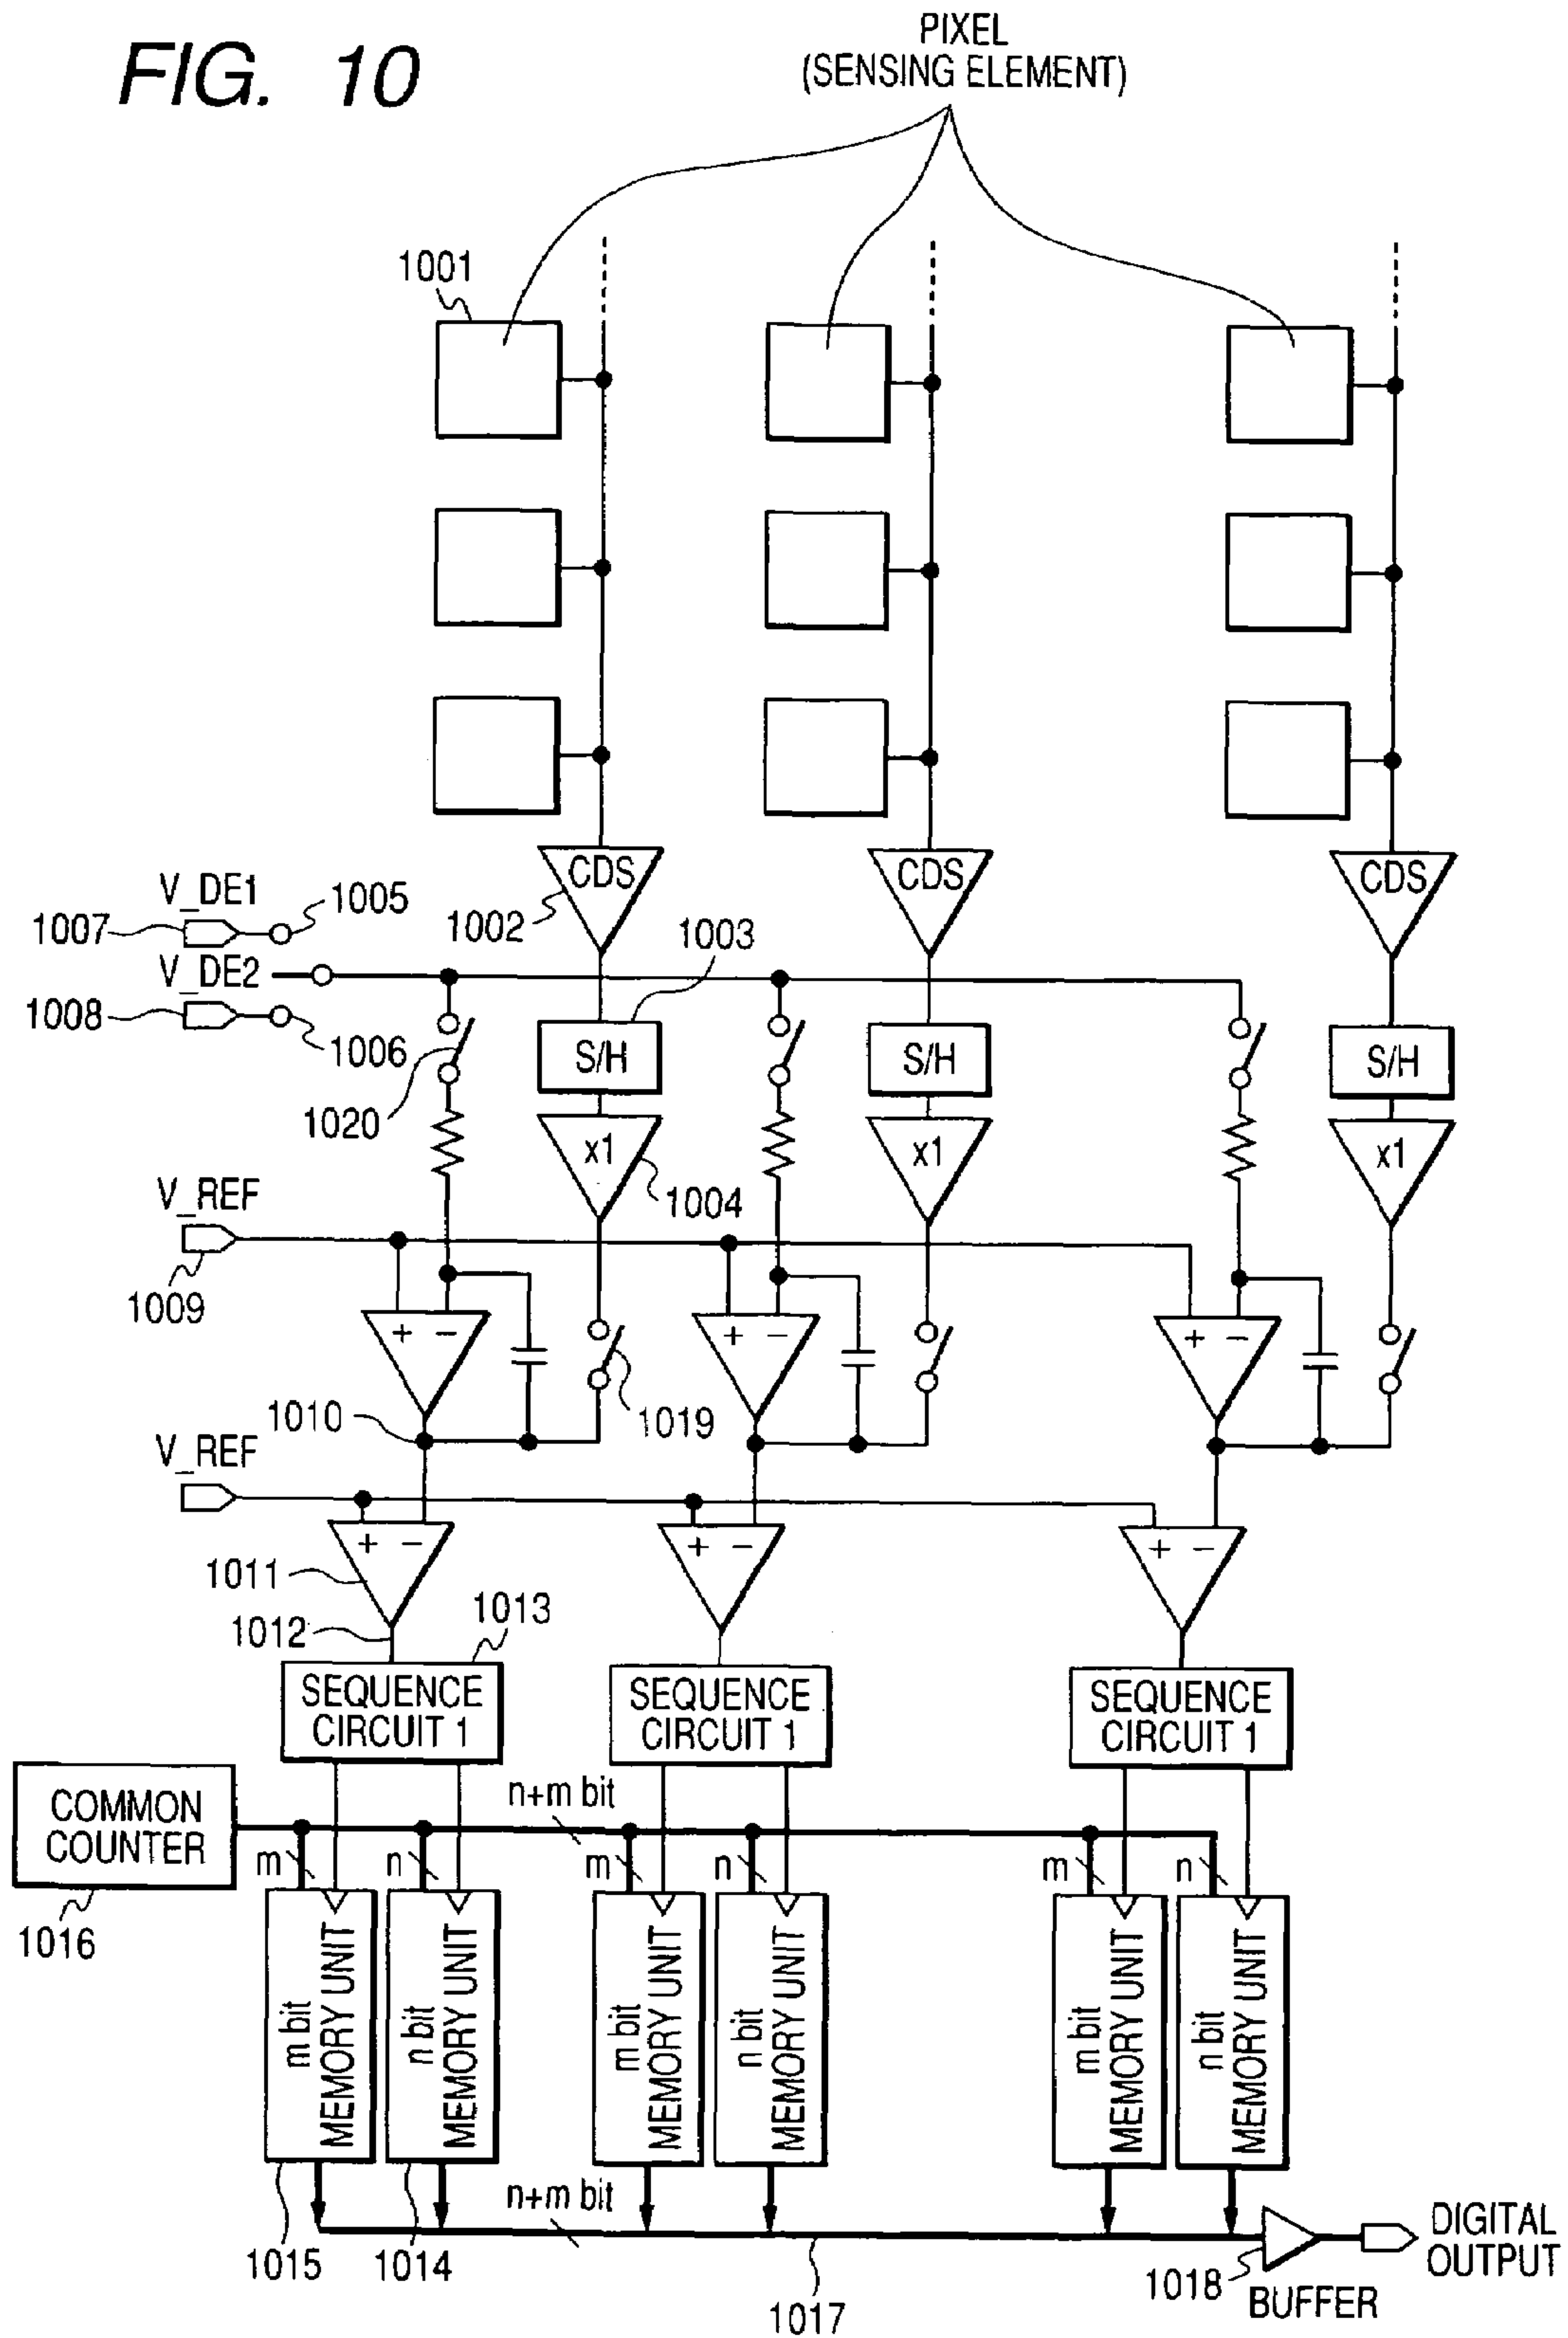 FIG. 10
PIXEL
(SENSING ELEMENT)
1001
CDS
CDS
CDS
1002
V_DE1
1005
1007
1003
V_DE2
1008
1006
S/H
S/H
S/H
1020
x1
x1
x1
1004
V_REF
1009
+ −
+ −
+ −
1010
1019
V_REF
+ −
+ −
+ −
1011
1012
1013
SEQUENCE
CIRCUIT 1
SEQUENCE
CIRCUIT 1
SEQUENCE
CIRCUIT 1
COMMON
COUNTER
n+m bit
m
n
m
n
m
n
1016
m bit
MEMORY UNIT
n bit
MEMORY UNIT
m bit
MEMORY UNIT
n bit
MEMORY UNIT
m bit
MEMORY UNIT
n bit
MEMORY UNIT
n+m bit
1015
1014
1017
1018
BUFFER
DIGITAL
OUTPUT